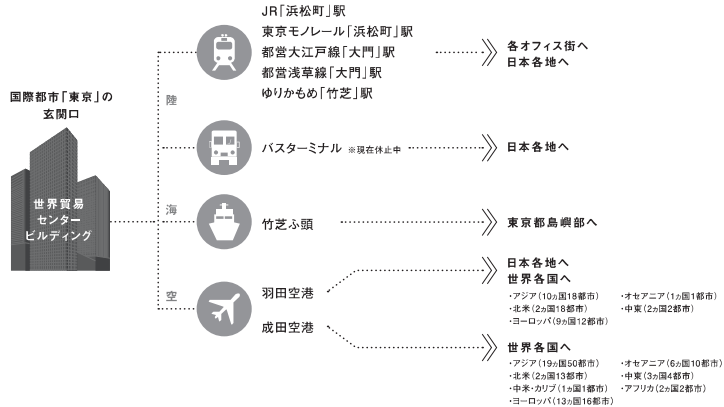 国際都市「東京」の
玄関口
世界貿易
センター
ビルディング
陸
海
空
JR「浜松町」駅
東京モノレール「浜松町」駅
都営大江戸線「大門」駅
都営浅草線「大門」駅
ゆりかもめ「竹芝」駅
各オフィス街へ
日本各地へ
バスターミナル ※現在休止中
日本各地へ
竹芝ふ頭
東京都島嶼部へ
羽田空港
日本各地へ
世界各国へ
・アジア(10ヵ国18都市) ・オセアニア(1ヵ国1都市)
・北米(2ヵ国18都市) ・中東(2ヵ国2都市)
・ヨーロッパ(9ヵ国12都市)
成田空港
世界各国へ
・アジア(19ヵ国50都市) ・オセアニア(6ヵ国10都市)
・北米(2ヵ国13都市) ・中東(3ヵ国4都市)
・中米・カリブ(1ヵ国1都市) ・アフリカ(2ヵ国2都市)
・ヨーロッパ(13ヵ国16都市)